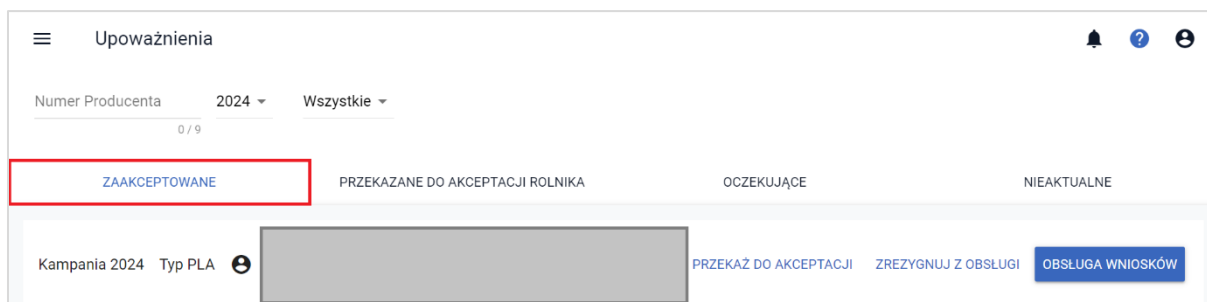 Upoważnienia
Numer Producenta 2024 Wszystkie
0 / 9
ZAAKCEPTOWANE PRZEKAZANE DO AKCEPTACJI ROLNIKA OCZEKUJĄCE NIEAKTUALNE
Kampania 2024 Typ PLA PRZEKAŻ DO AKCEPTACJI ZREZYGNUJ Z OBSŁUGI OBSŁUGA WNIOSKÓW